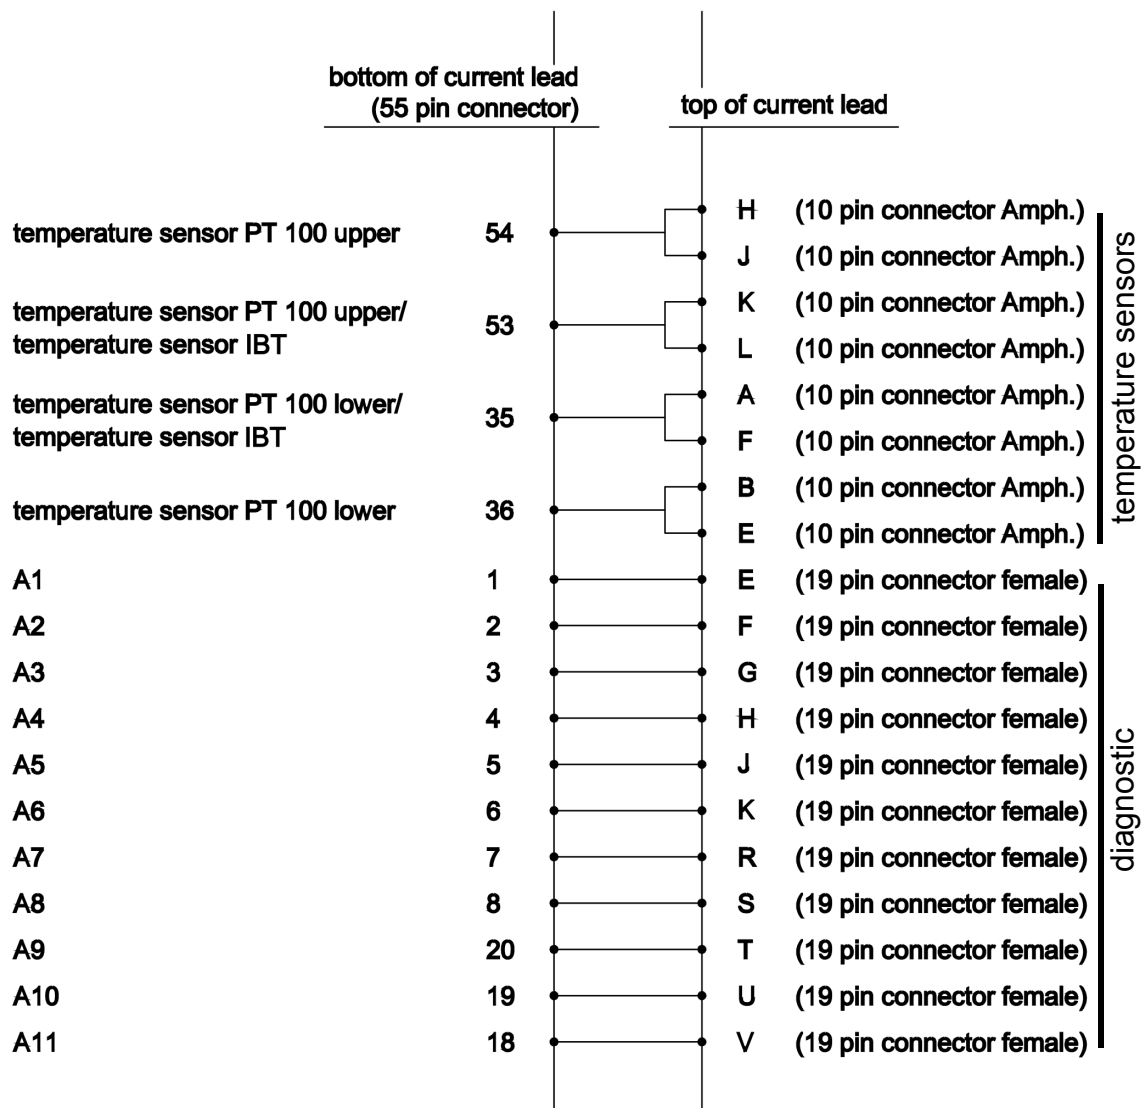 bottom of current lead
(55 pin connector)
top of current lead
temperature sensor PT 100 upper 54 H (10 pin connector Amph.)
J (10 pin connector Amph.)
temperature sensor PT 100 upper/
temperature sensor IBT 53 K (10 pin connector Amph.)
L (10 pin connector Amph.)
temperature sensor PT 100 lower/
temperature sensor IBT 35 A (10 pin connector Amph.)
F (10 pin connector Amph.)
temperature sensor PT 100 lower 36 B (10 pin connector Amph.)
E (10 pin connector Amph.)
temperature sensors
A1 1 E (19 pin connector female)
A2 2 F (19 pin connector female)
A3 3 G (19 pin connector female)
A4 4 H (19 pin connector female)
A5 5 J (19 pin connector female)
A6 6 K (19 pin connector female)
A7 7 R (19 pin connector female)
A8 8 S (19 pin connector female)
A9 20 T (19 pin connector female)
A10 19 U (19 pin connector female)
A11 18 V (19 pin connector female)
diagnostic